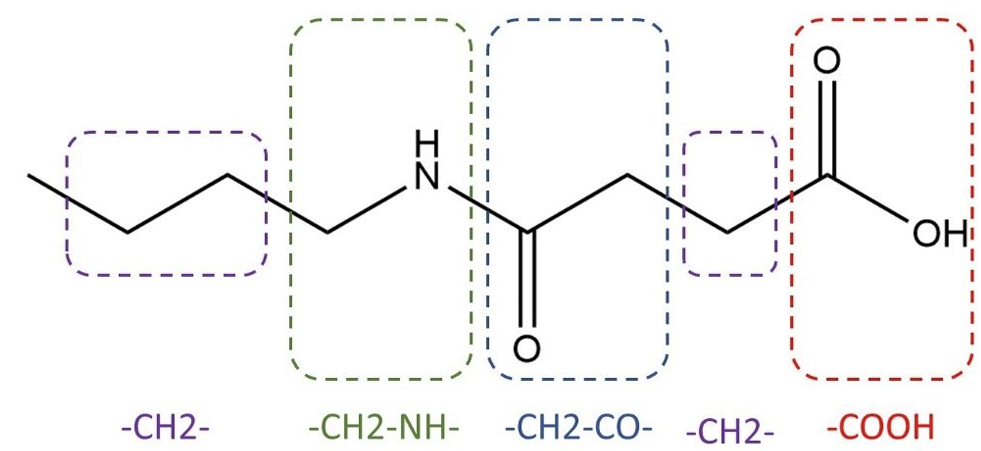 O
H
N
OH
O
-CH2- -CH2-NH- -CH2-CO- -CH2- -COOH